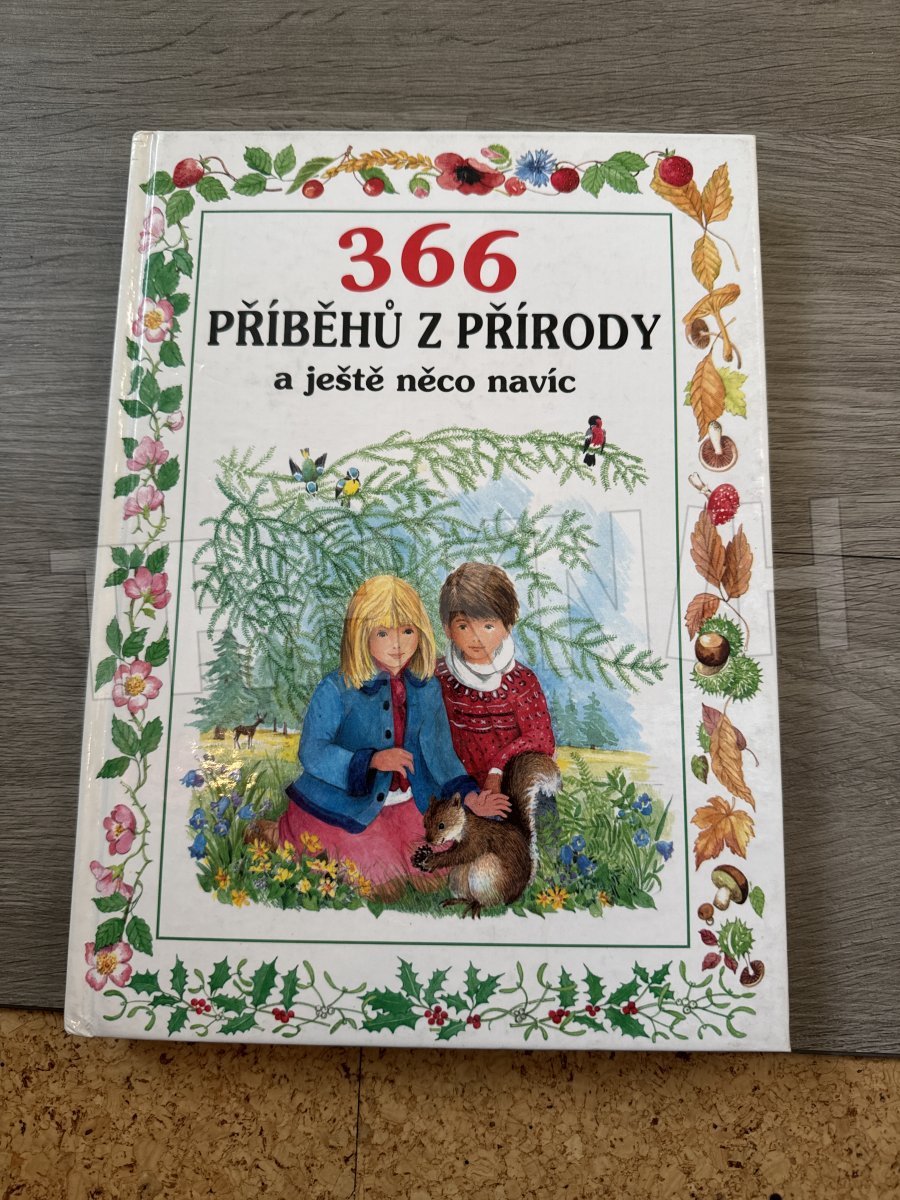 366
PŘÍBĚHŮ Z PŘÍRODY
a ještě něco navíc